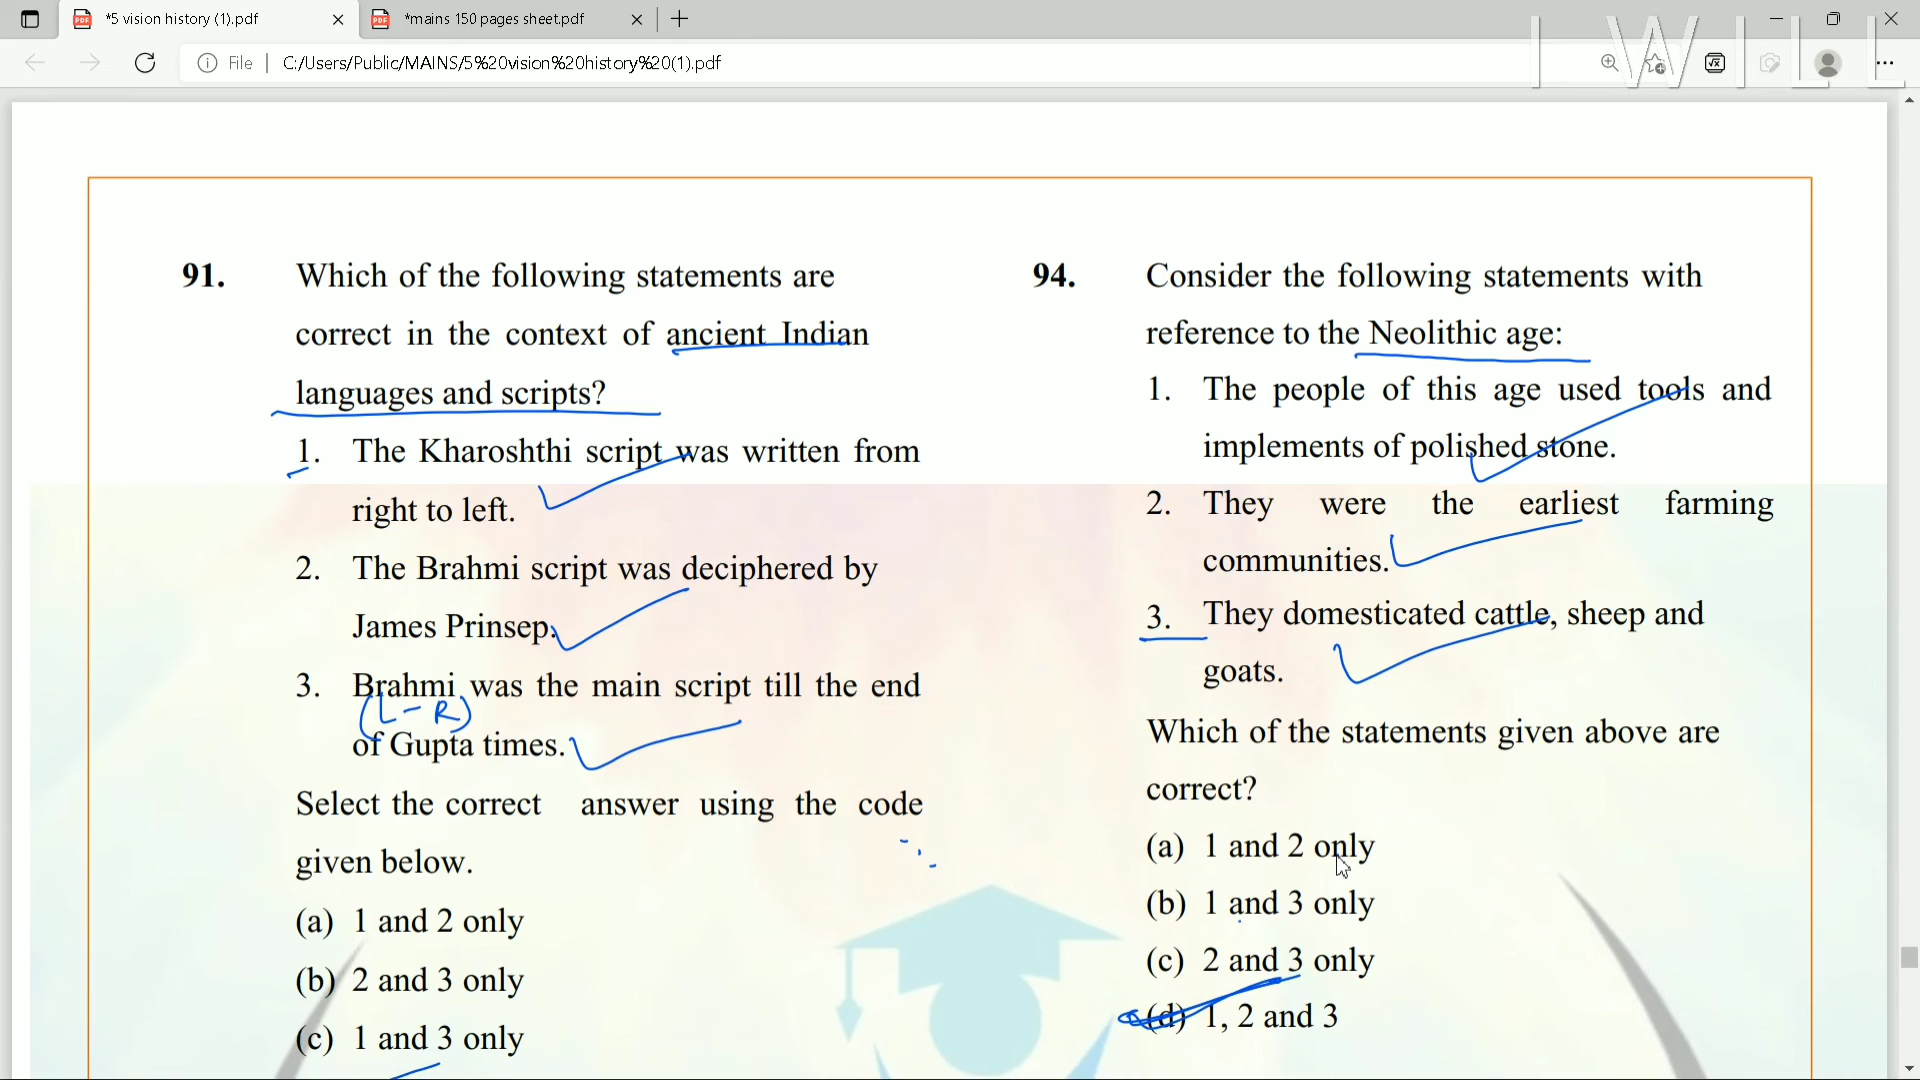 *5 vision history (1).pdf
*mains 150 pages sheet.pdf
File
C:/Users/Public/MAINS/5%20vision%20history%20(1).pdf
I WILL
91. Which of the following statements are
correct in the context of ancient Indian
languages and scripts?
1. The Kharoshthi script was written from
right to left.
2. The Brahmi script was deciphered by
James Prinsep.
3. Brahmi was the main script till the end
(L-R)
of Gupta times.
Select the correct answer using the code
given below.
(a) 1 and 2 only
(b) 2 and 3 only
(c) 1 and 3 only
94. Consider the following statements with
reference to the Neolithic age:
1. The people of this age used tools and
implements of polished stone.
2. They were the earliest farming
communities.
3. They domesticated cattle, sheep and
goats.
Which of the statements given above are
correct?
(a) 1 and 2 only
(b) 1 and 3 only
(c) 2 and 3 only
(d) 1, 2 and 3